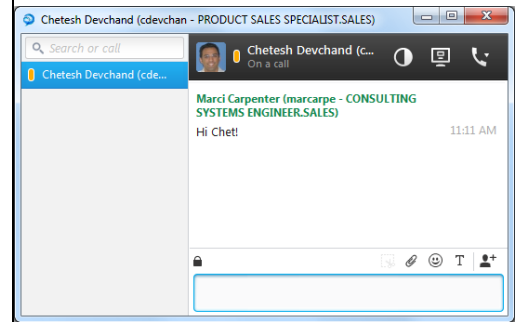 Chetesh Devchand (cdevchan - PRODUCT SALES SPECIALIST.SALES)
Search or call
Chetesh Devchand (cde...
Chetesh Devchand (c...
On a call
Marci Carpenter (marcarpe - CONSULTING
SYSTEMS ENGINEER.SALES)
Hi Chet!
11:11 AM
T